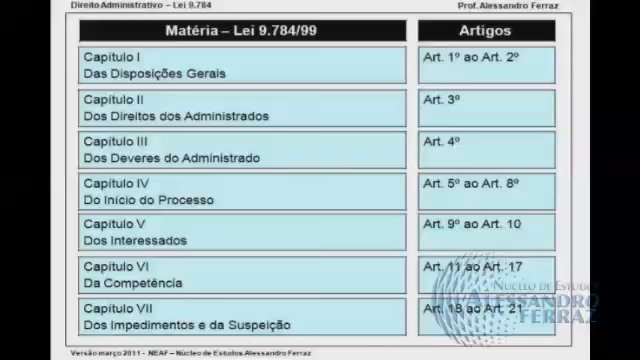 Direito Administrativo – Lei 9.784
Prof. Alessandro Ferraz
Matéria – Lei 9.784/99
Artigos
Capítulo I
Das Disposições Gerais
Art. 1º ao Art. 2º
Capítulo II
Dos Direitos dos Administrados
Art. 3º
Capítulo III
Dos Deveres do Administrado
Art. 4º
Capítulo IV
Do Início do Processo
Art. 5º ao Art. 8º
Capítulo V
Dos Interessados
Art. 9º ao Art. 10
Capítulo VI
Da Competência
Art. 11 ao Art. 17
Capítulo VII
Dos Impedimentos e da Suspeição
Art. 18 ao Art. 21
Núcleo de Estudos
Alessandro
Ferraz
Versão março 2011 - NEAF – Núcleo de Estudos Alessandro Ferraz